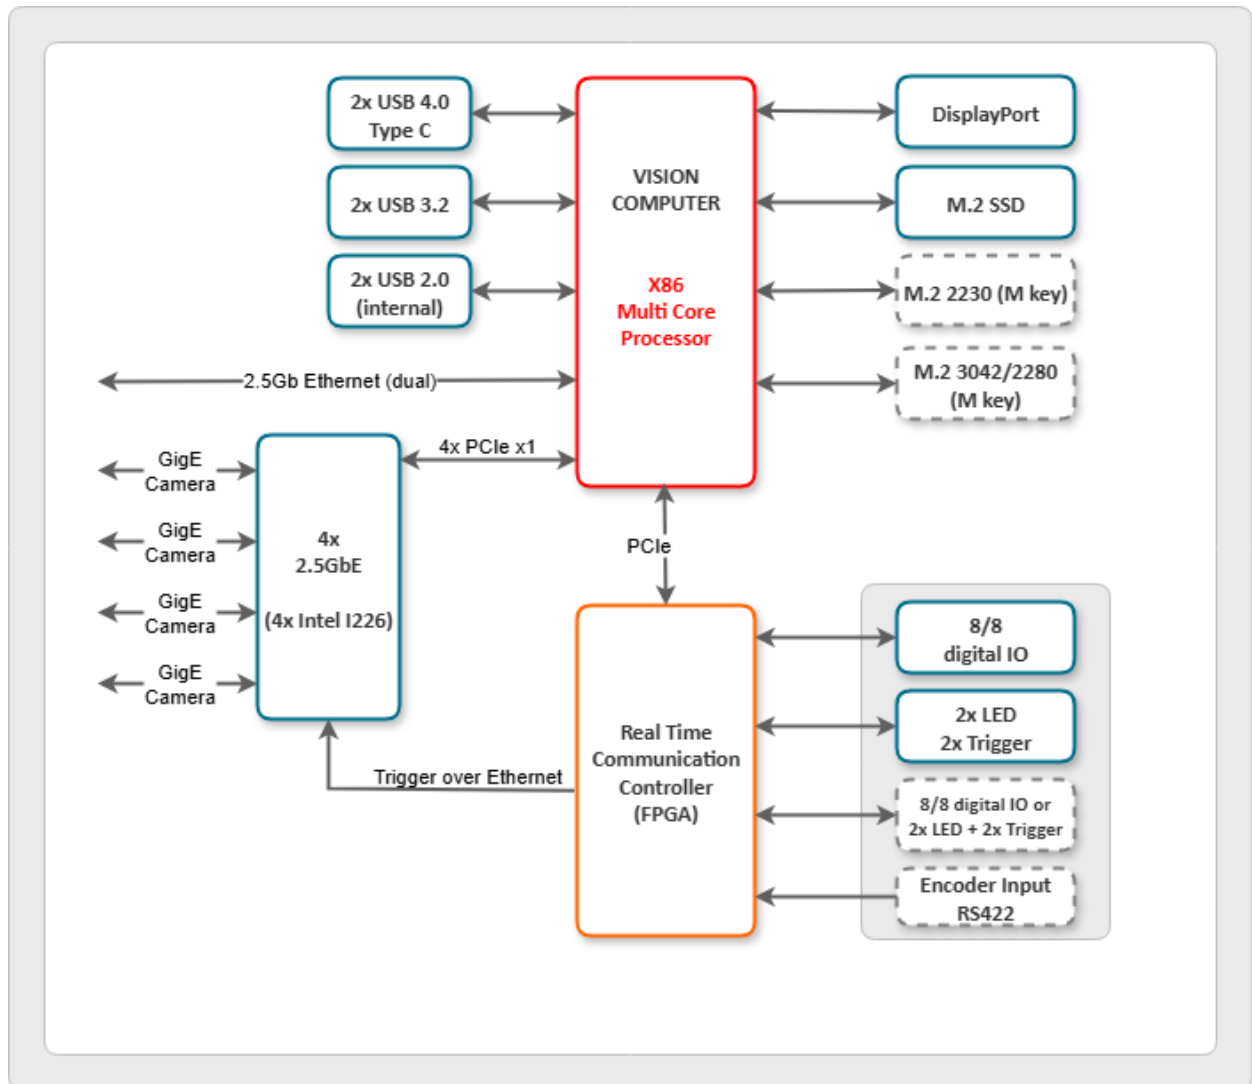 2x USB 4.0
Type C
2x USB 3.2
2x USB 2.0
(internal)
VISION
COMPUTER
X86
Multi Core
Processor
DisplayPort
M.2 SSD
M.2 2230 (M key)
M.2 3042/2280
(M key)
2.5Gb Ethernet (dual)
4x PCIe x1
GigE
Camera
GigE
Camera
GigE
Camera
GigE
Camera
4x
2.5GbE
(4x Intel I226)
PCIe
Trigger over Ethernet
Real Time
Communication
Controller
(FPGA)
8/8
digital IO
2x LED
2x Trigger
8/8 digital IO or
2x LED + 2x Trigger
Encoder Input
RS422